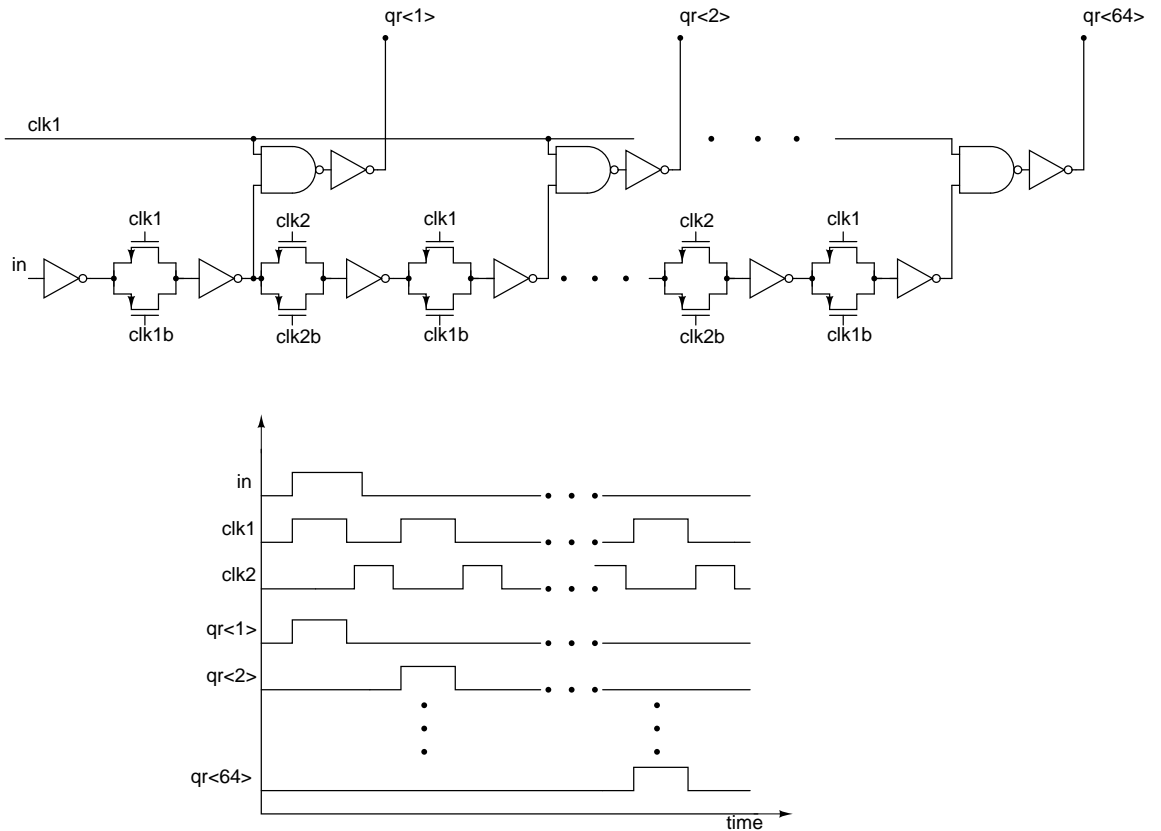 qr<1>
qr<2>
qr<64>
clk1
clk1
clk2
clk1
clk2
clk1
in
clk1b
clk2b
clk1b
clk2b
clk1b
in
clk1
clk2
qr<1>
qr<2>
qr<64>
time